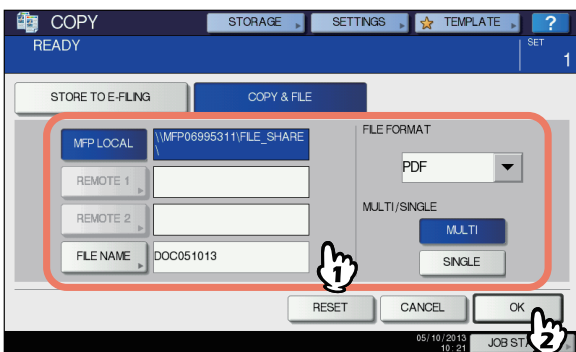 COPY
STORAGE
SETTINGS
TEMPLATE
?
READY
SET
1
STORE TO E-FILING
COPY & FILE
MFP LOCAL
\\MFP06995311\FILE_SHARE
\
REMOTE 1
REMOTE 2
FILE NAME
DOC051013
FILE FORMAT
PDF
MULTI/SINGLE
MULTI
SINGLE
1
RESET
CANCEL
OK
2
05/10/2013
10:21
JOB STA